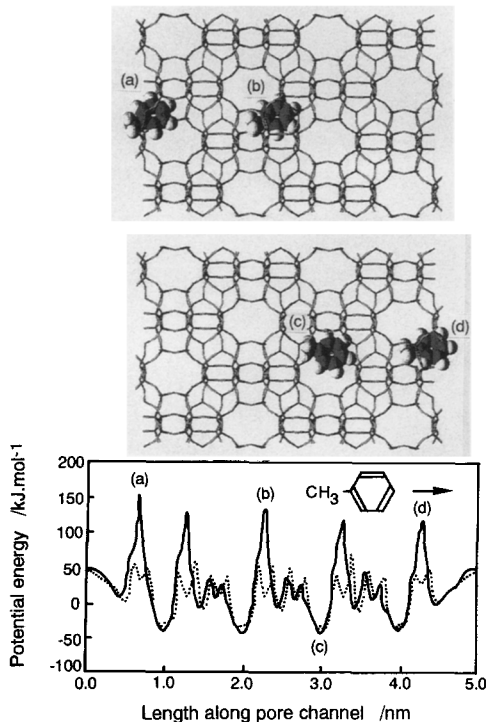 (a)
(b)
(c)
(d)
Potential energy /kJ.mol-1
200
150
100
50
0
-50
-100
(a)
(b)
CH3
(d)
(c)
0.0 1.0 2.0 3.0 4.0 5.0
Length along pore channel /nm